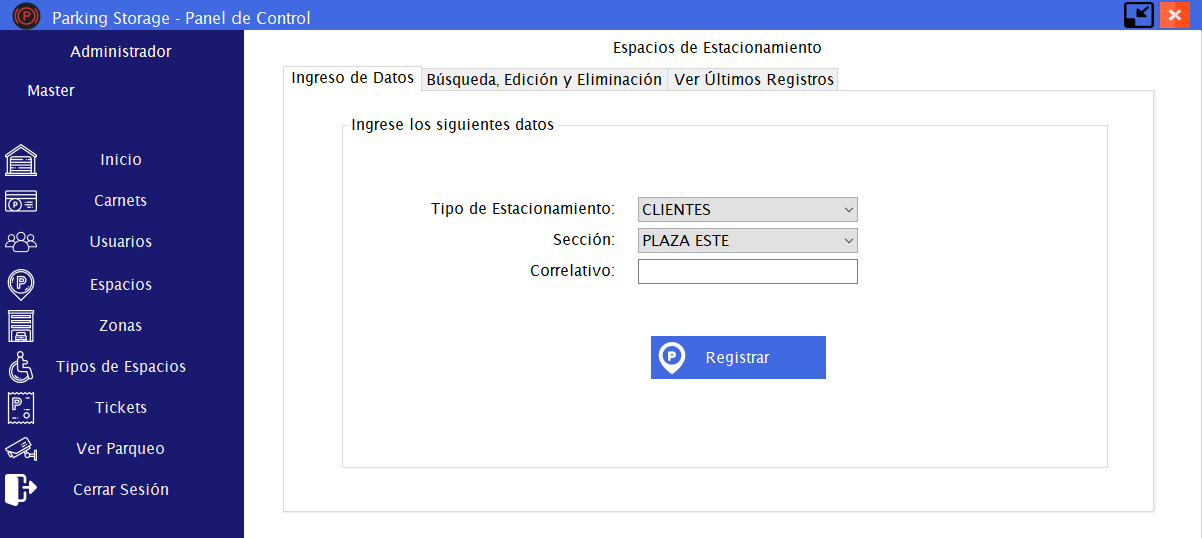 Parking Storage - Panel de Control
Administrador
Master
Inicio
Carnets
Usuarios
Espacios
Zonas
Tipos de Espacios
Tickets
Ver Parqueo
Cerrar Sesión
Espacios de Estacionamiento
Ingreso de Datos
Búsqueda, Edición y Eliminación
Ver Últimos Registros
Ingrese los siguientes datos
Tipo de Estacionamiento: CLIENTES
Sección: PLAZA ESTE
Correlativo:
Registrar